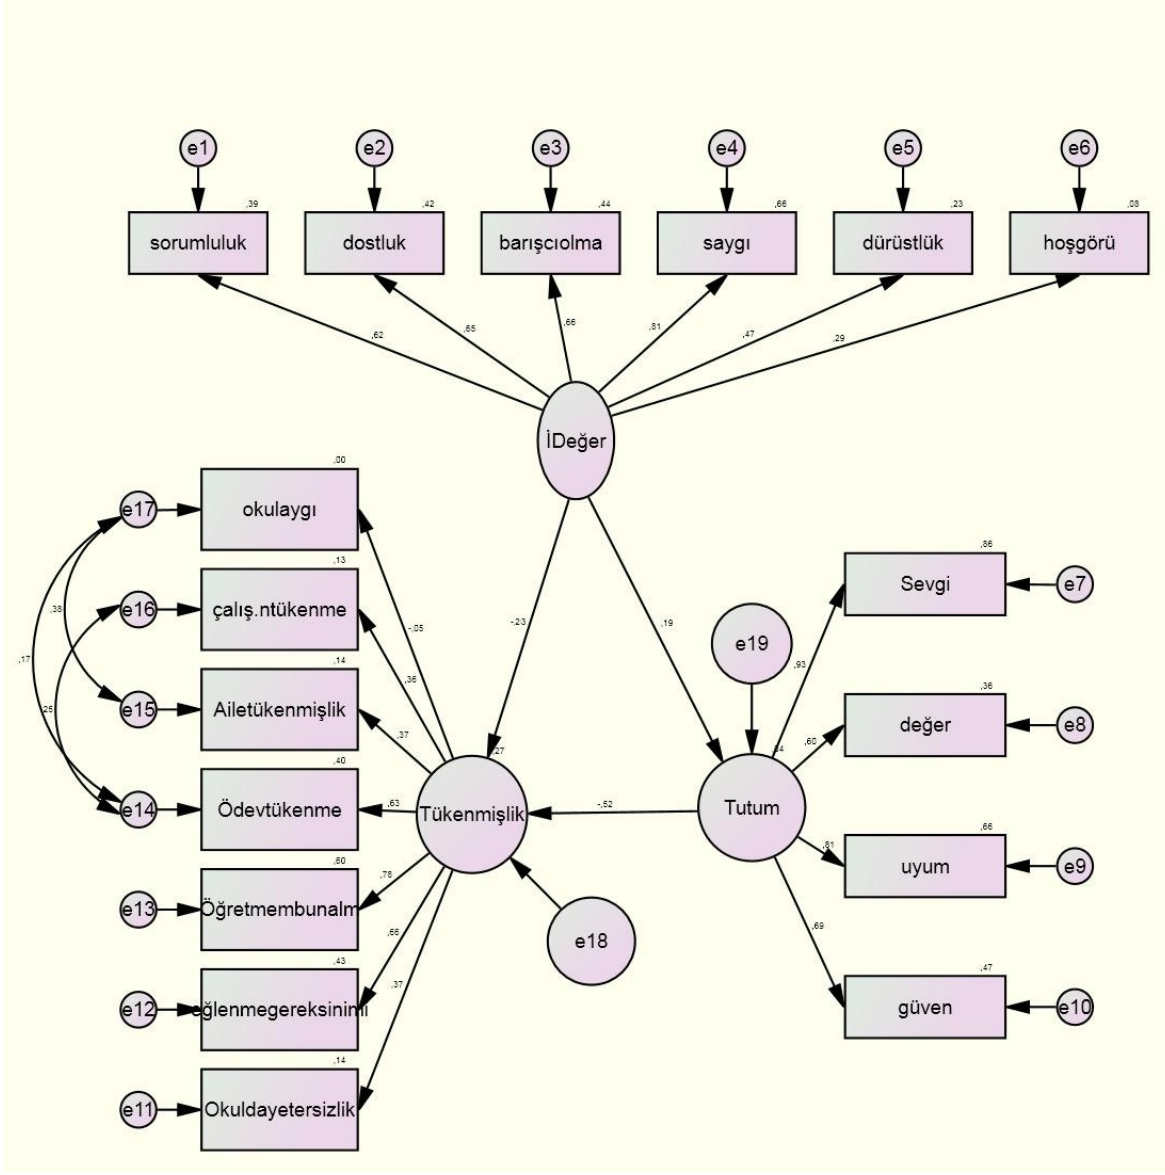 e1 e2 e3 e4 e5 e6
,39 ,42 ,44 ,66 ,23 ,08
sorumluluk dostluk barışcıolma saygı dürüstlük hoşgörü
,62 ,65 ,66 ,81 ,47 ,29
İDeğer
,00
e17 okulaygı
,13
e16 çalış.ntükenme
,14
e15 Ailetükenmişlik
,40
e14 Ödevtükenme
,60
e13 Öğretmembunalm
,43
e12 eğlenmegereksinimi
,14
e11 Okuldayetersizlik
,38
,17
,25
-,05
,36
,37
,63
,78
,66
,37
-,23
,19
,27
Tükenmişlik
e18
-,52
e19
Tutum
,93
,60
,81
,69
,86
Sevgi e7
,36
değer e8
,66
uyum e9
,47
güven e10